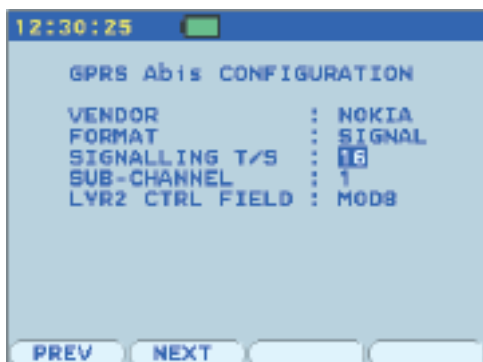 12:30:25
GPRS Abis CONFIGURATION
VENDOR : NOKIA
FORMAT : SIGNAL
SIGNALLING T/S : 16
SUB-CHANNEL : 1
LYR2 CTRL FIELD : MOD8
PREV NEXT